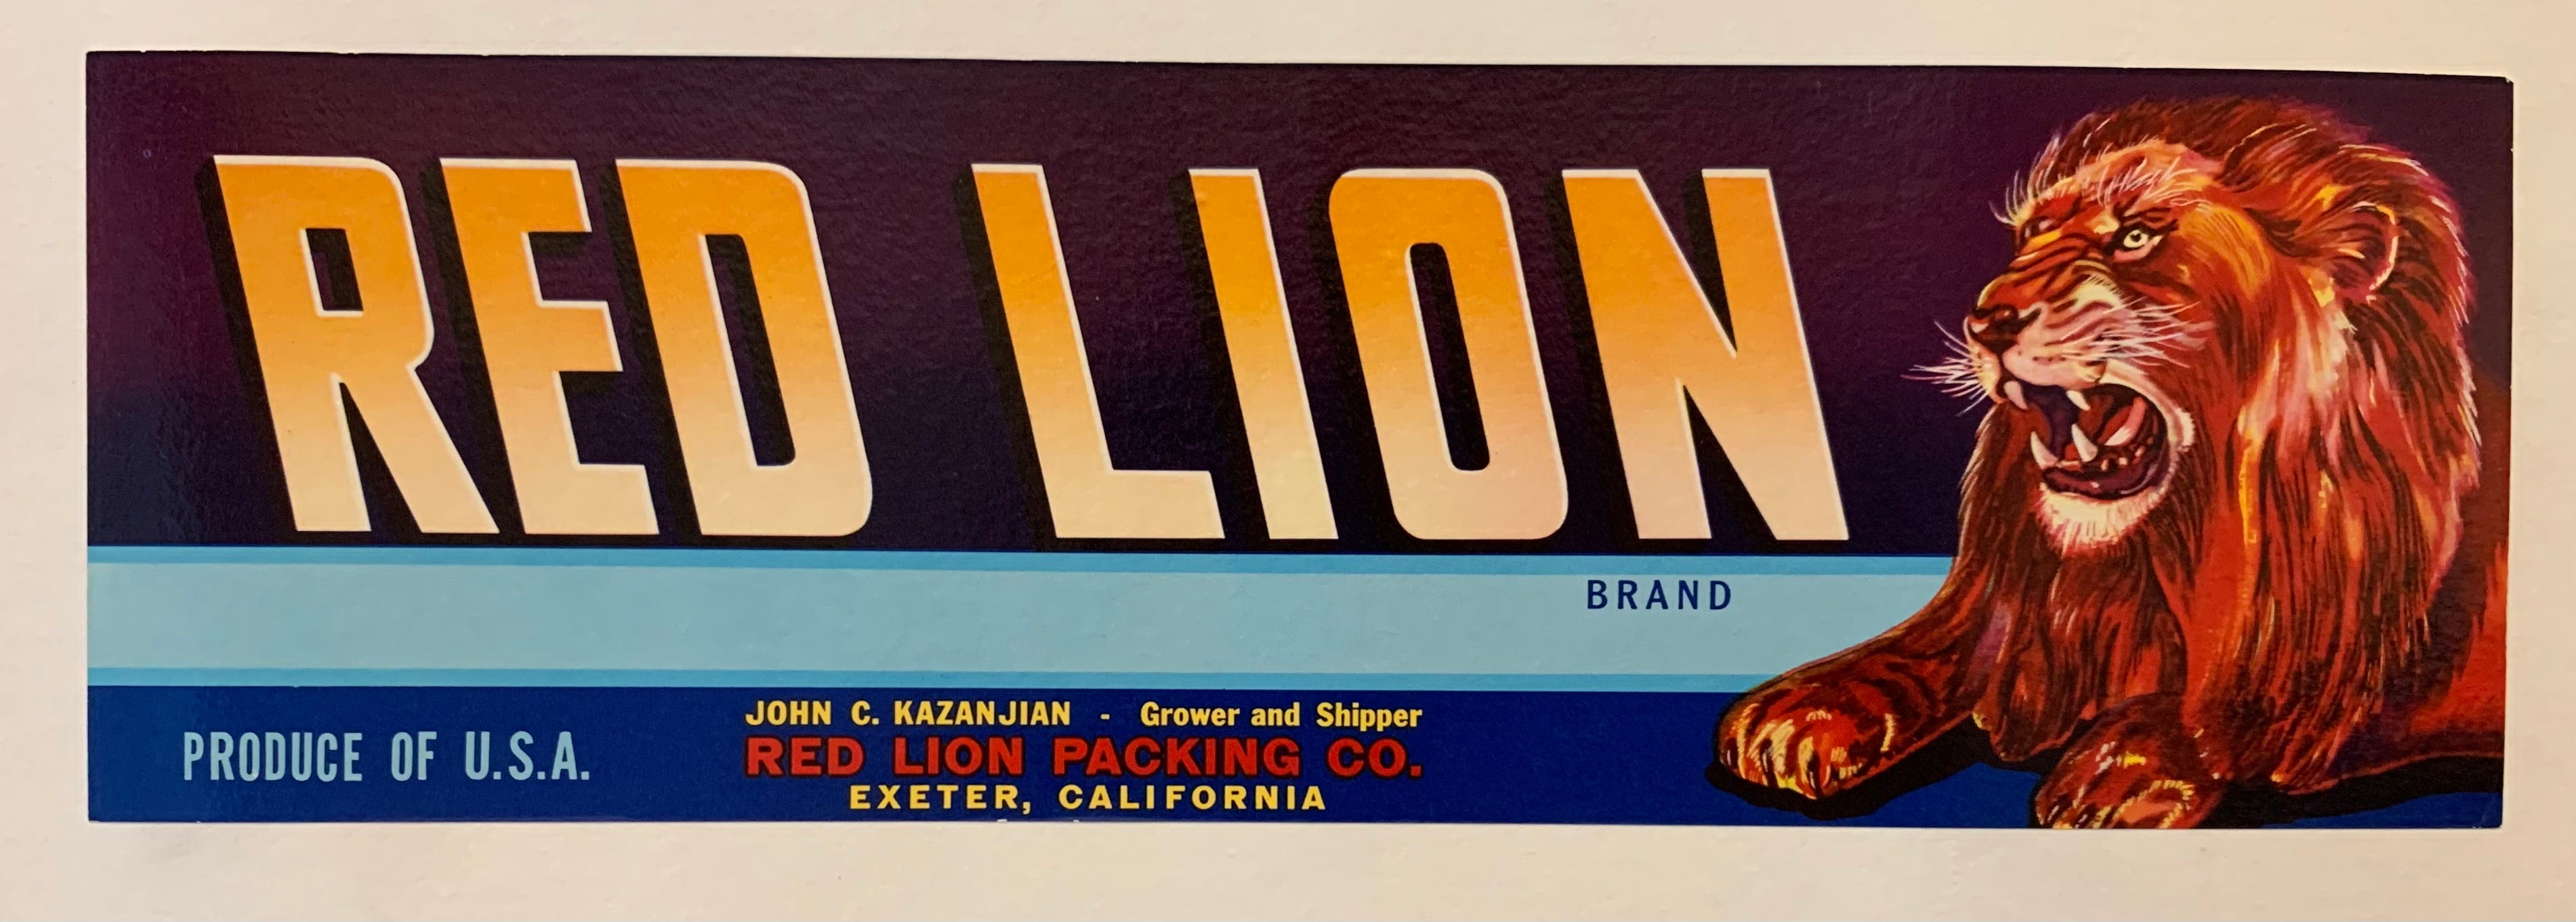 RED LION
BRAND
PRODUCE OF U.S.A.
JOHN C. KAZANJIAN - Grower and Shipper
RED LION PACKING CO.
EXETER, CALIFORNIA